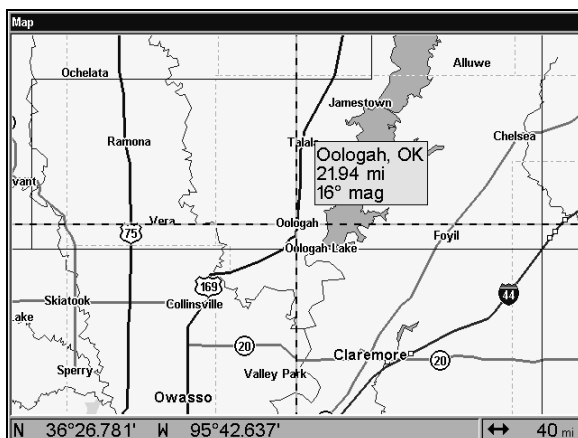 Map
Ochelata
Alluwe
Jamestown
Ramona
Talala
Chelsea
Oologah, OK
21.94 mi
16° mag
vant
Vera
Oologah
75
Foyil
Oologah Lake
169
44
Skiatook
Collinsville
ake
20
Claremore
20
Sperry
Valley Park
Owasso
N 36°26.781' W 95°42.637' ↔ 40 mi